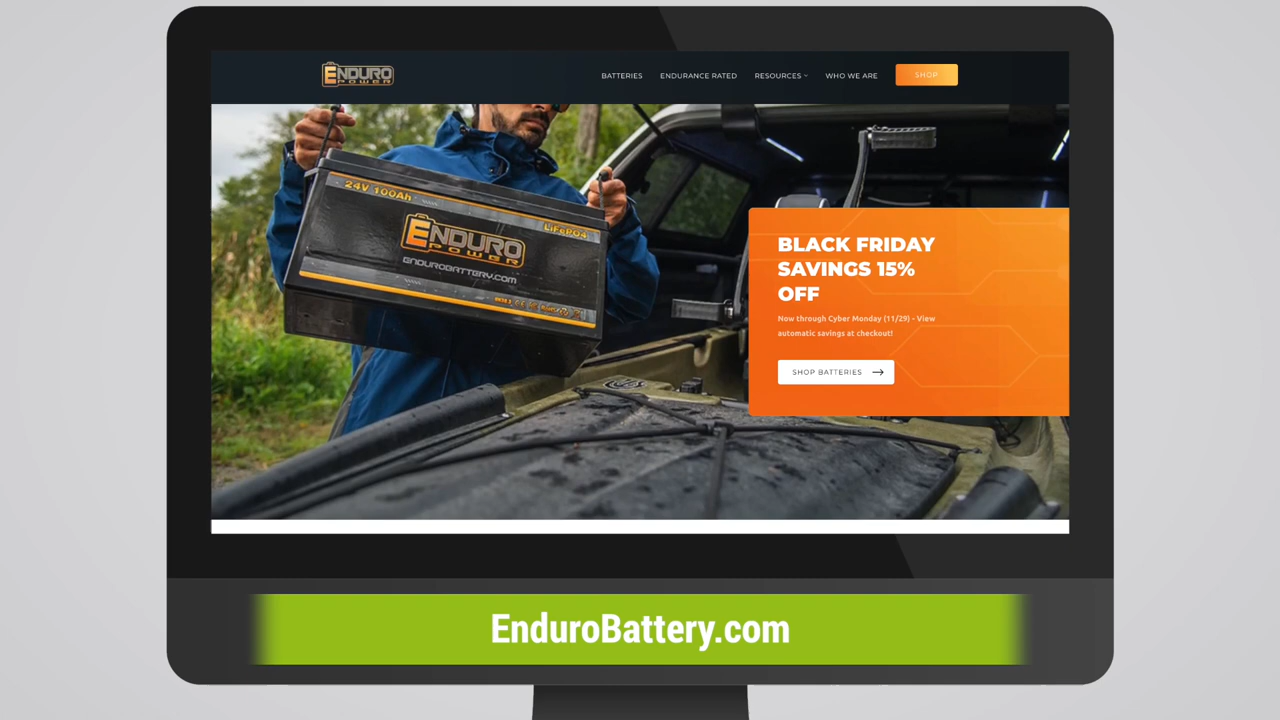 ENDURO
POWER
BATTERIES
ENDURANCE RATED
RESOURCES
WHO WE ARE
SHOP
24V 100Ah
LiFePO4
ENDURO
POWER
ENDUROBATTERY.COM
BLACK FRIDAY
SAVINGS 15%
OFF
Now through Cyber Monday (11/29) - View
automatic savings at checkout!
SHOP BATTERIES
EnduroBattery.com